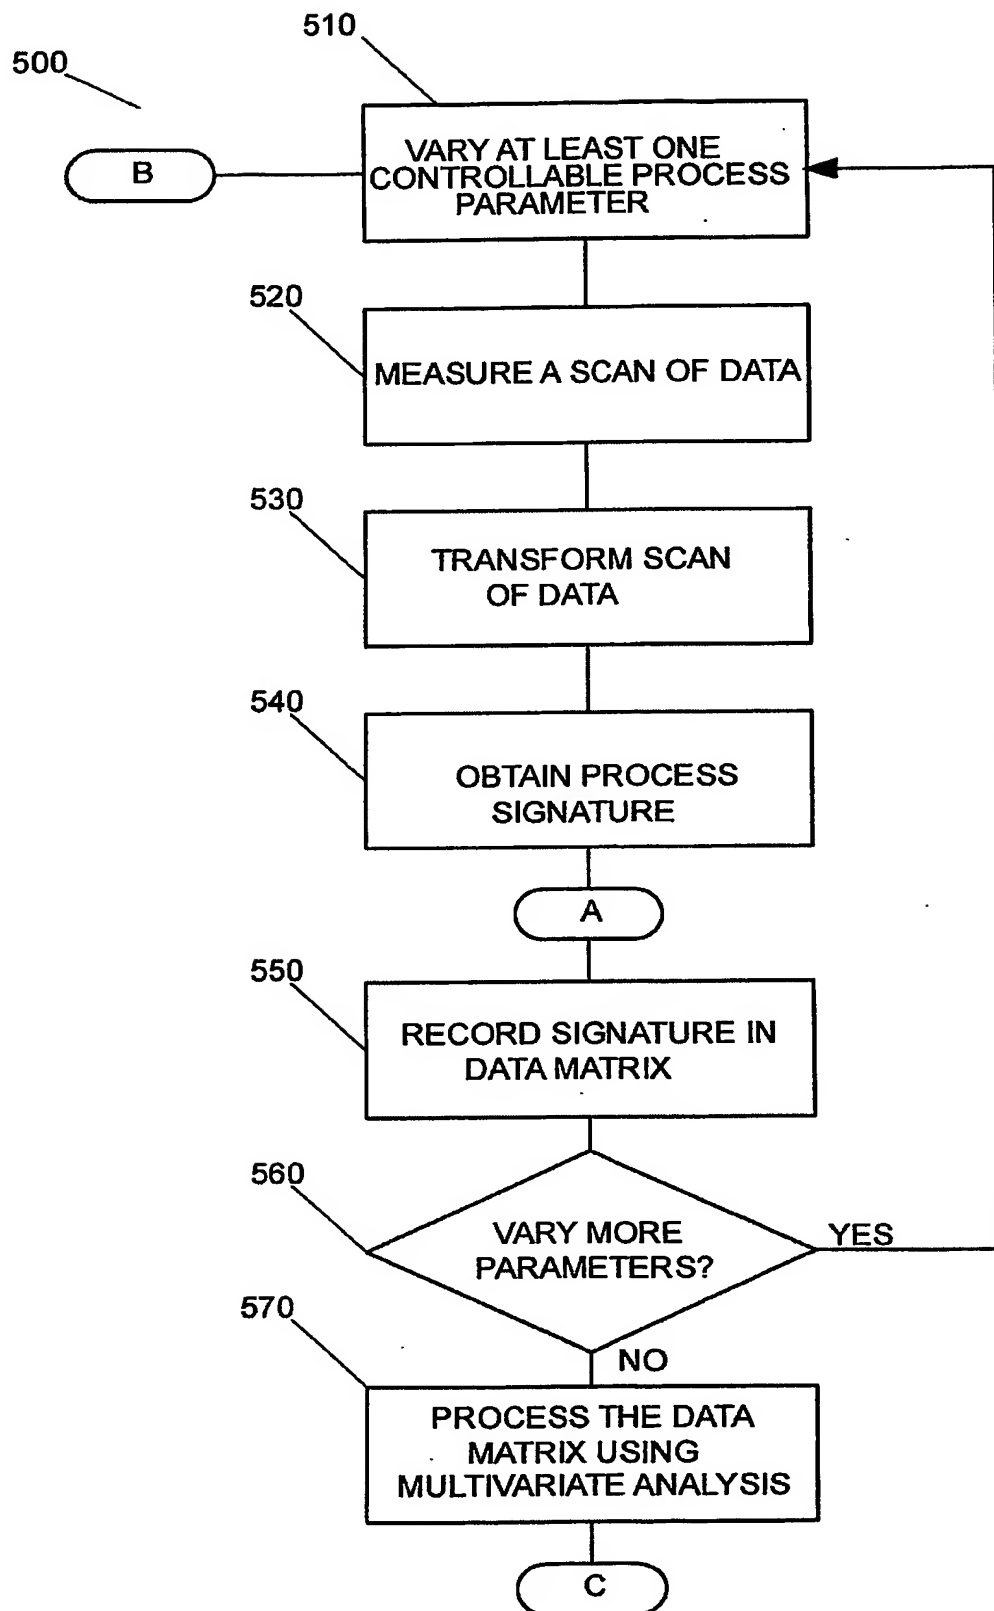 510
500
B
VARY AT LEAST ONE
CONTROLLABLE PROCESS
PARAMETER
520
MEASURE A SCAN OF DATA
530
TRANSFORM SCAN
OF DATA
540
OBTAIN PROCESS
SIGNATURE
A
550
RECORD SIGNATURE IN
DATA MATRIX
560
VARY MORE
PARAMETERS?
YES
570
NO
PROCESS THE DATA
MATRIX USING
MULTIVARIATE ANALYSIS
C